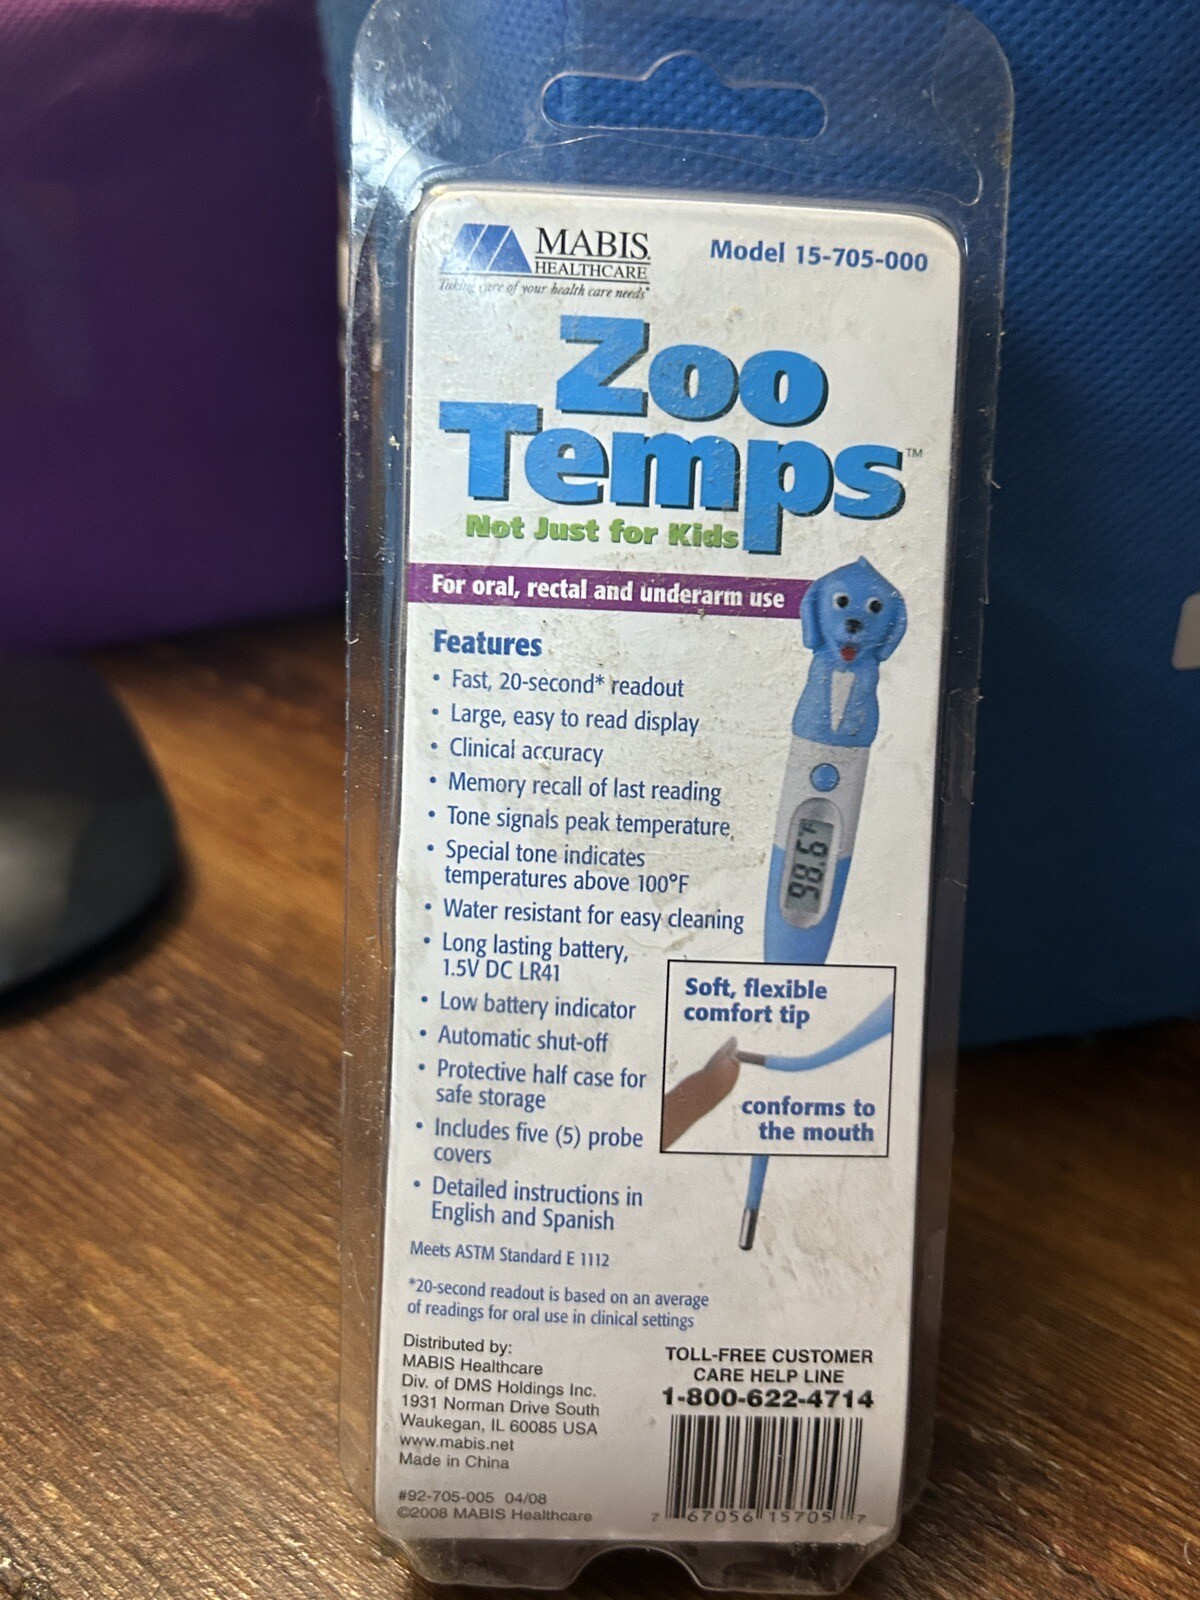 MABIS
HEALTHCARE
Taking care of your health care needs®
Model 15-705-000
Zoo
Temps™
Not Just for Kids
For oral, rectal and underarm use
Features
• Fast, 20-second* readout
• Large, easy to read display
• Clinical accuracy
• Memory recall of last reading
• Tone signals peak temperature
• Special tone indicates
temperatures above 100°F
• Water resistant for easy cleaning
• Long lasting battery,
1.5V DC LR41
• Low battery indicator
• Automatic shut-off
• Protective half case for
safe storage
• Includes five (5) probe
covers
• Detailed instructions in
English and Spanish
98.6°F
Soft, flexible
comfort tip
conforms to
the mouth
Meets ASTM Standard E 1112
*20-second readout is based on an average
of readings for oral use in clinical settings
Distributed by:
MABIS Healthcare
Div. of DMS Holdings Inc.
1931 Norman Drive South
Waukegan, IL 60085 USA
www.mabis.net
Made in China
#92-705-005 04/08
©2008 MABIS Healthcare
TOLL-FREE CUSTOMER
CARE HELP LINE
1-800-622-4714
7 67056 15705 7